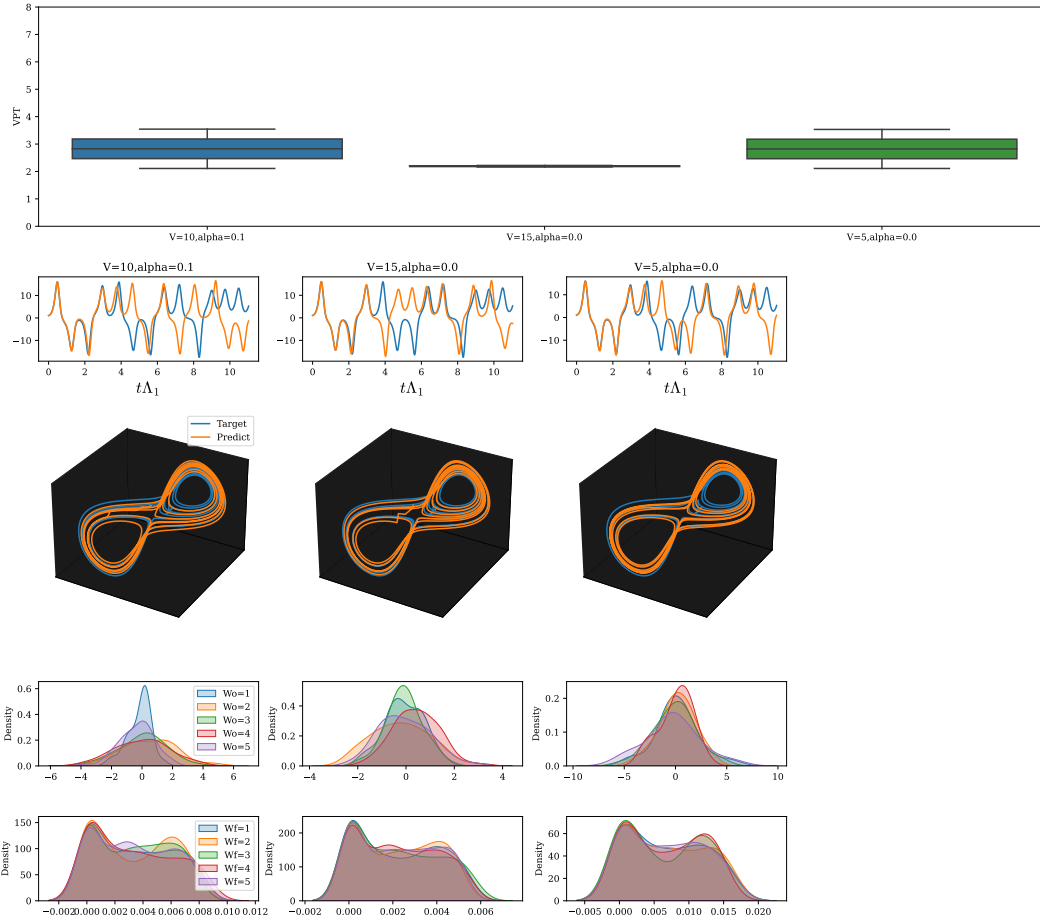 8
7
6
5
4
3
2
1
0
VPT
V=10,alpha=0.1 V=15,alpha=0.0 V=5,alpha=0.0
V=10,alpha=0.1 V=15,alpha=0.0 V=5,alpha=0.0
10 10 10
0 0 0
−10 −10 −10
0 2 4 6 8 10 0 2 4 6 8 10 0 2 4 6 8 10
tΛ₁ tΛ₁ tΛ₁
Target
Predict
Density Density Density
0.6 0.4 0.2
0.4 0.2 0.1
0.2 0.0 0.0
0.0
Wo=1
Wo=2
Wo=3
Wo=4
Wo=5
−6 −4 −2 0 2 4 6 −4 −2 0 2 4 −10 −5 0 5 10
Density Density Density
150 200 60
100 100 40
50 0 20
0 0
Wf=1
Wf=2
Wf=3
Wf=4
Wf=5
−0.002 0.000 0.002 0.004 0.006 0.008 0.010 0.012 −0.002 0.000 0.002 0.004 0.006 −0.005 0.000 0.005 0.010 0.015 0.020